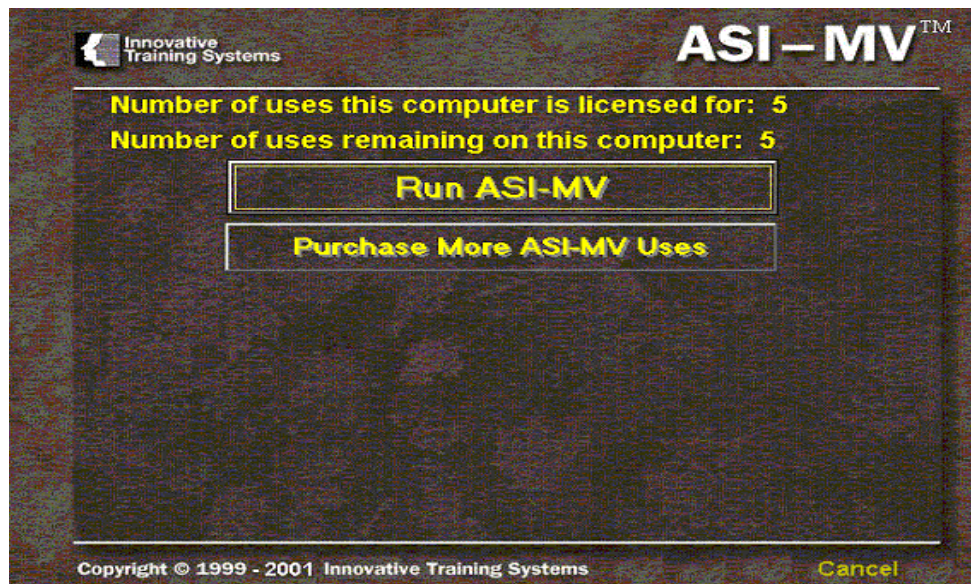 Innovative
Training Systems
ASI – MV™
Number of uses this computer is licensed for: 5
Number of uses remaining on this computer: 5
Run ASI-MV
Purchase More ASI-MV Uses
Copyright © 1999 - 2001 Innovative Training Systems
Cancel